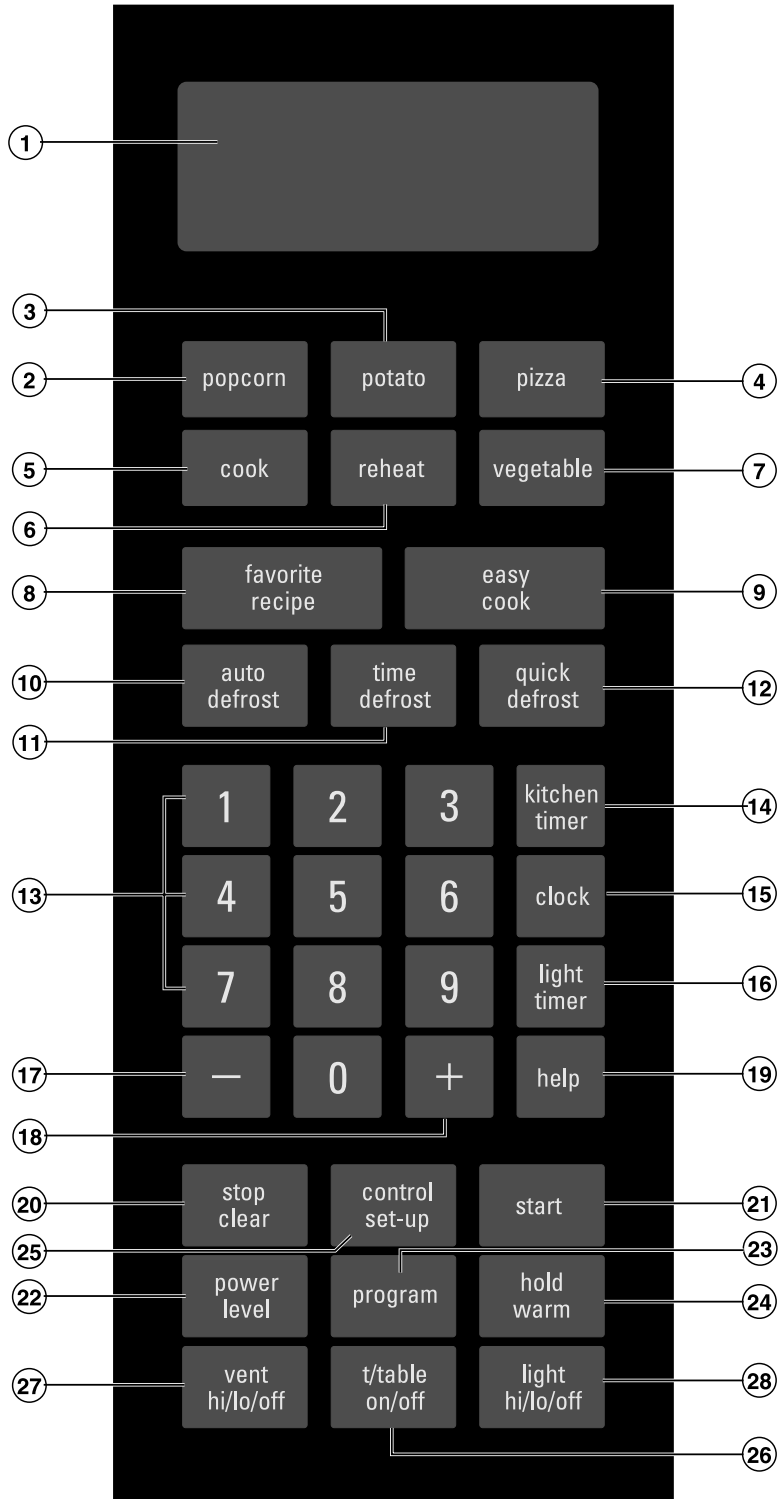 1
3
popcorn potato pizza
2
4
cook reheat vegetable
5
7
6
favorite
recipe
easy
cook
8
9
auto
defrost
time
defrost
quick
defrost
10
12
11
1 2 3
kitchen
timer
14
13
4 5 6 clock
15
7 8 9
light
timer
16
17
− 0 + help
19
18
stop
clear
control
set-up
start
20
21
25
23
power
level
program
hold
warm
22
24
vent
hi/lo/off
t/table
on/off
light
hi/lo/off
27
28
26